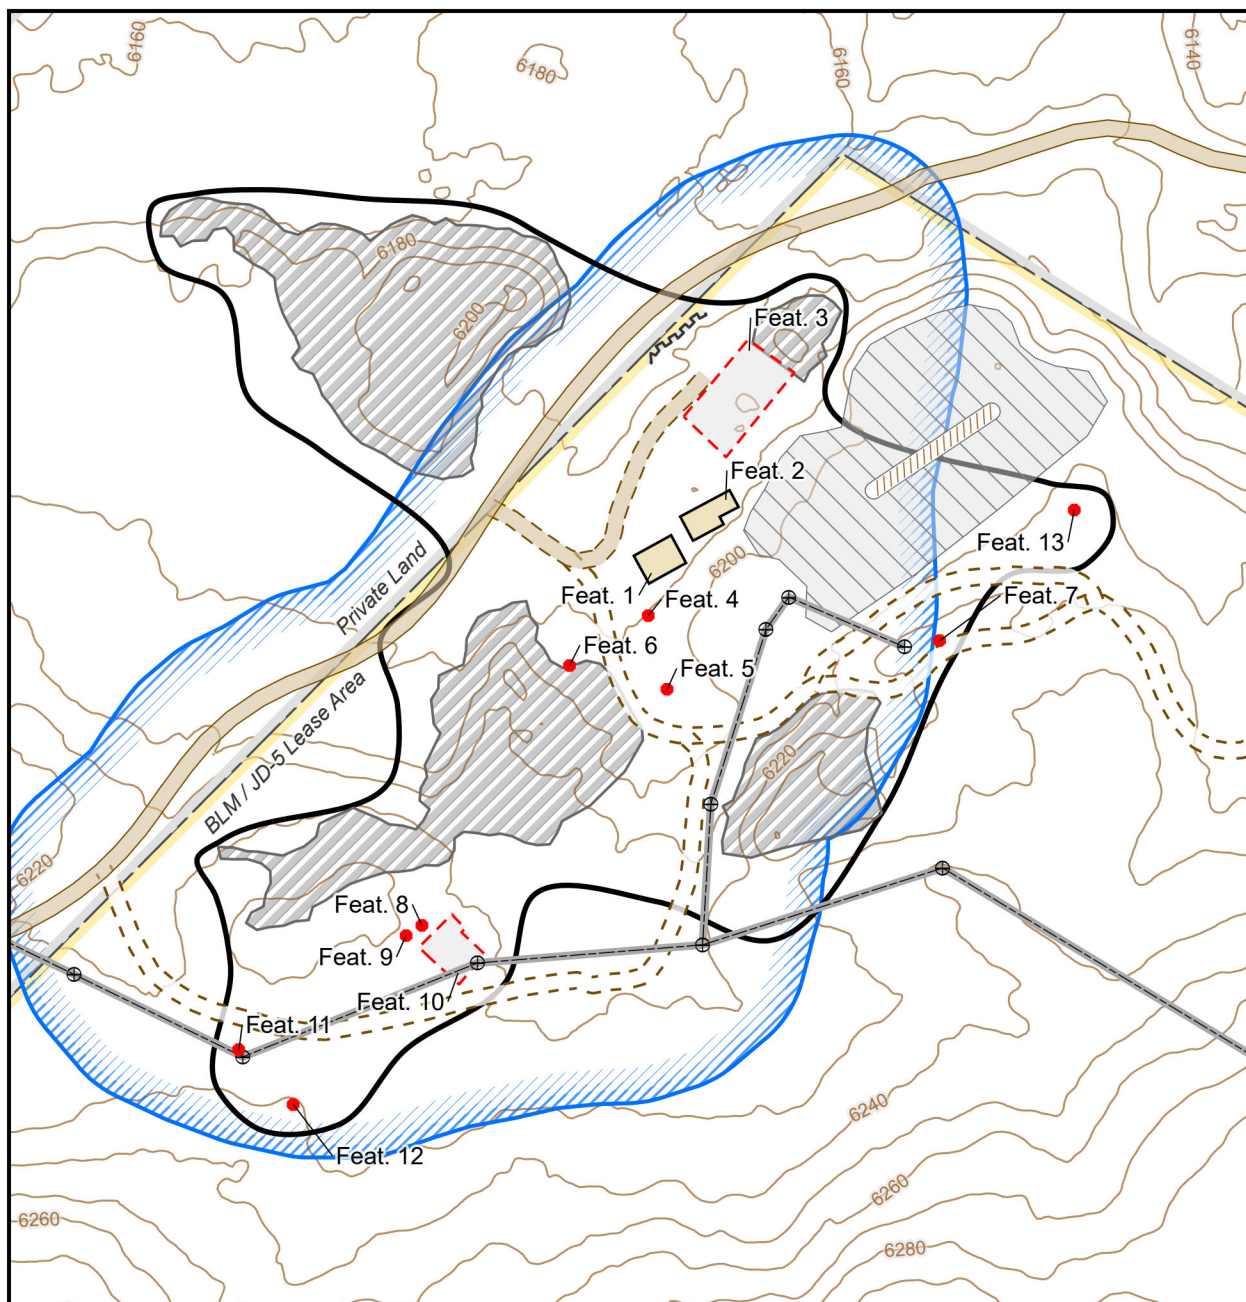 6160
6180
6160
6140
6180
6200
Feat. 3
Feat. 2
Private Land
6200
Feat. 13
Feat. 1
Feat. 4
Feat. 7
Feat. 6
Feat. 5
BLM / JD-5 Lease Area
6220
6220
Feat. 8
Feat. 9
Feat. 10
Feat. 11
Feat. 12
6240
6260
6260
6280